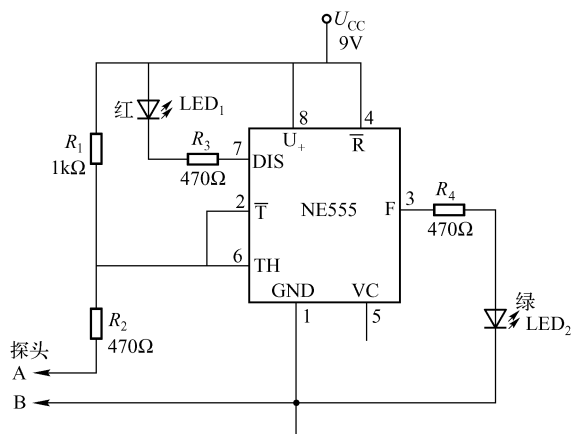 U_CC
9V
红
LED₁
R₁
1kΩ
R₃
470Ω
7
8
4
DIS
U₊
R̅
2
T̅
NE555
F
3
R₄
470Ω
6
TH
GND
VC
1
5
绿
LED₂
R₂
470Ω
探头
A
B